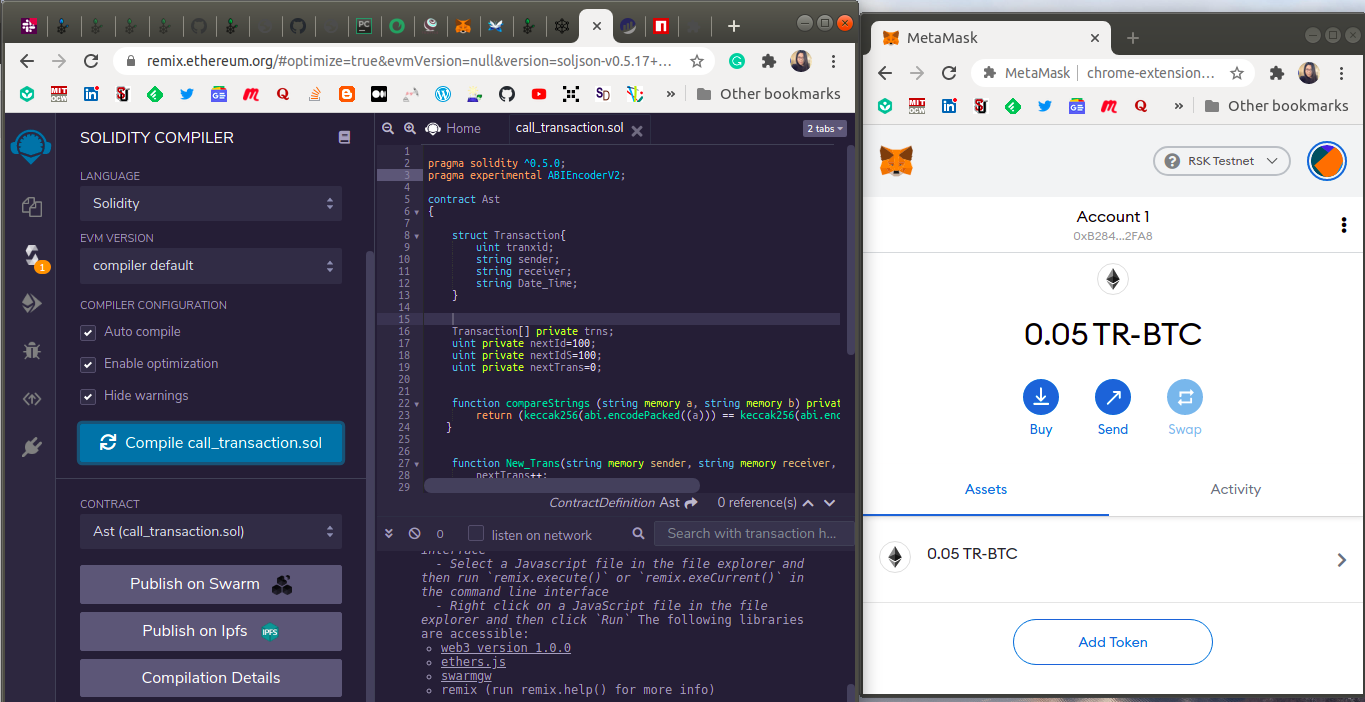 remix.ethereum.org/#optimize=true&evmVersion=null&version=soljson-v0.5.17+...
MIT
OCW
Other bookmarks
SOLIDITY COMPILER
LANGUAGE
Solidity
EVM VERSION
compiler default
COMPILER CONFIGURATION
Auto compile
Enable optimization
Hide warnings
Compile call_transaction.sol
CONTRACT
Ast (call_transaction.sol)
Publish on Swarm
Publish on Ipfs
IPFS
Compilation Details
1
Home
call_transaction.sol
2 tabs
1
2 pragma solidity ^0.5.0;
3 pragma experimental ABIEncoderV2;
4
5 contract Ast
6 {
7
8 struct Transaction{
9 uint tranxid;
10 string sender;
11 string receiver;
12 string Date_Time;
13 }
14
15
16 Transaction[] private trns;
17 uint private nextId=100;
18 uint private nextIdS=100;
19 uint private nextTrans=0;
20
21
22 function compareStrings (string memory a, string memory b) privat
23 return (keccak256(abi.encodePacked((a))) == keccak256(abi.enc
24 }
25
26
27 function New_Trans(string memory sender, string memory receiver,
28 nextTrans++;
29
ContractDefinition Ast 0 reference(s)
0 listen on network Search with transaction h...
interface
- Select a Javascript file in the file explorer and
then run `remix.execute()` or `remix.exeCurrent()` in
the command line interface
- Right click on a JavaScript file in the file
explorer and then click `Run` The following libraries
are accessible:
web3 version 1.0.0
ethers.js
swarmgw
remix (run remix.help() for more info)
MetaMask
MetaMask chrome-extension...
MIT
OCW
Other bookmarks
RSK Testnet
Account 1
0xB284...2FA8
0.05 TR-BTC
Buy
Send
Swap
Assets
Activity
0.05 TR-BTC
Add Token